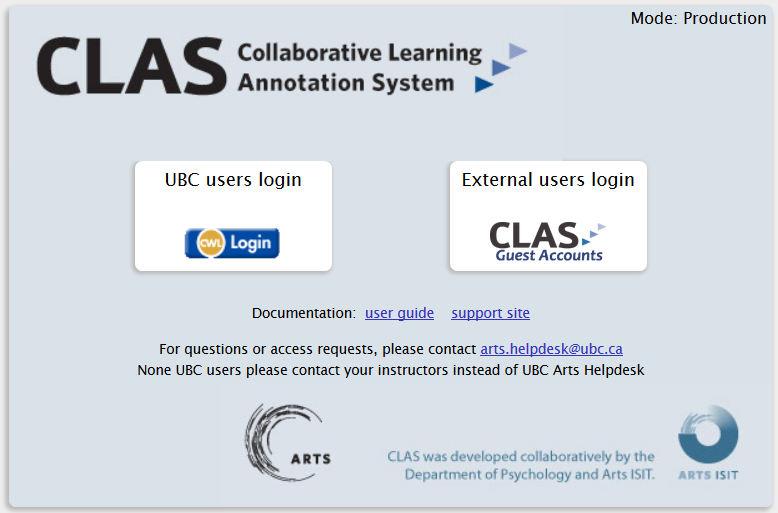 Mode: Production
CLAS Collaborative Learning
Annotation System
UBC users login
External users login
CWL Login
CLAS
Guest Accounts
Documentation: user guide support site
For questions or access requests, please contact arts.helpdesk@ubc.ca
None UBC users please contact your instructors instead of UBC Arts Helpdesk
ARTS
CLAS was developed collaboratively by the
Department of Psychology and Arts ISIT.
ARTS ISIT